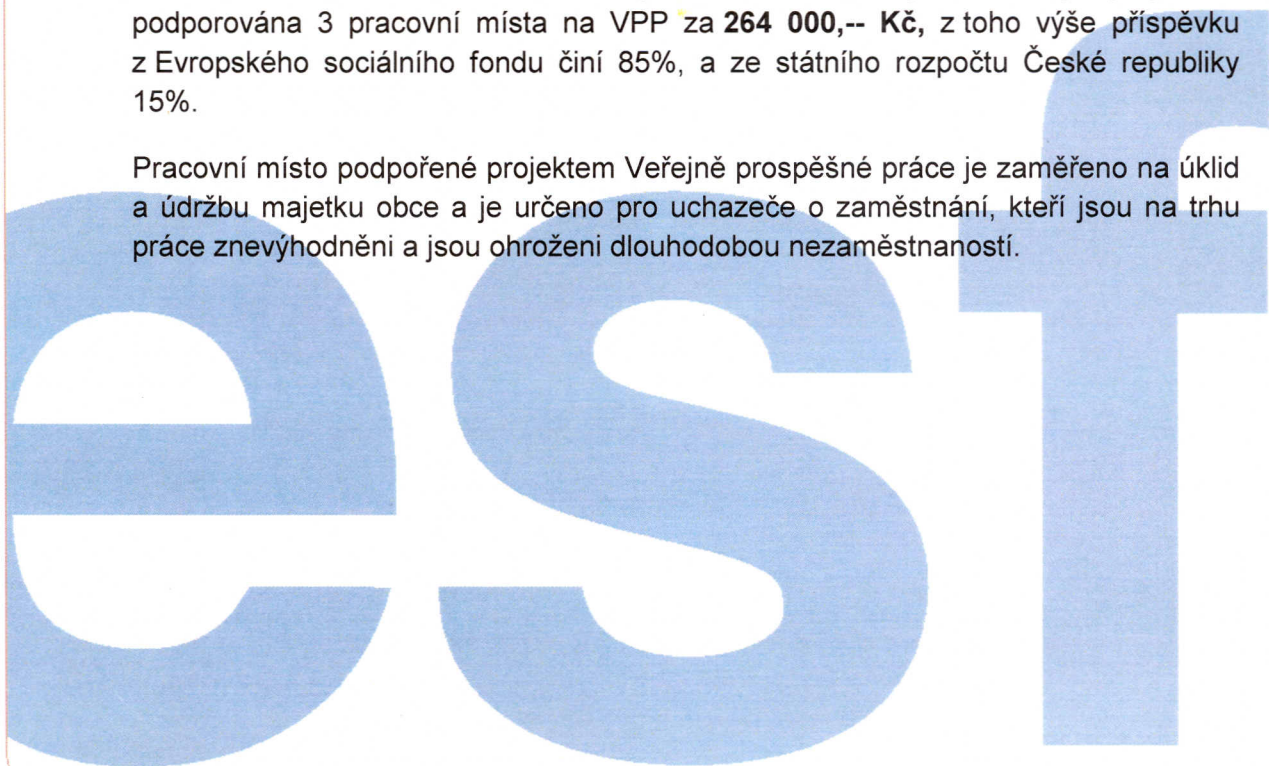 podporována 3 pracovní místa na VPP za 264 000,-- Kč, z toho výše příspěvku
z Evropského sociálního fondu činí 85%, a ze státního rozpočtu České republiky
15%.
Pracovní místo podpořené projektem Veřejně prospěšné práce je zaměřeno na úklid
a údržbu majetku obce a je určeno pro uchazeče o zaměstnání, kteří jsou na trhu
práce znevýhodněni a jsou ohroženi dlouhodobou nezaměstnaností.
esf